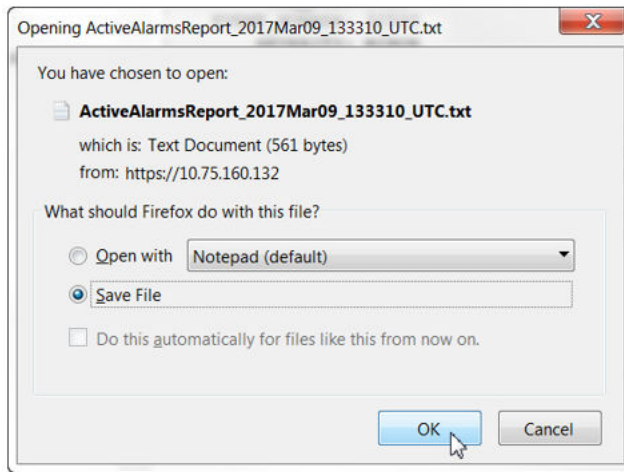 Opening ActiveAlarmsReport_2017Mar09_133310_UTC.txt
You have chosen to open:
ActiveAlarmsReport_2017Mar09_133310_UTC.txt
which is: Text Document (561 bytes)
from: https://10.75.160.132
What should Firefox do with this file?
Open with Notepad (default)
Save File
Do this automatically for files like this from now on.
OK Cancel